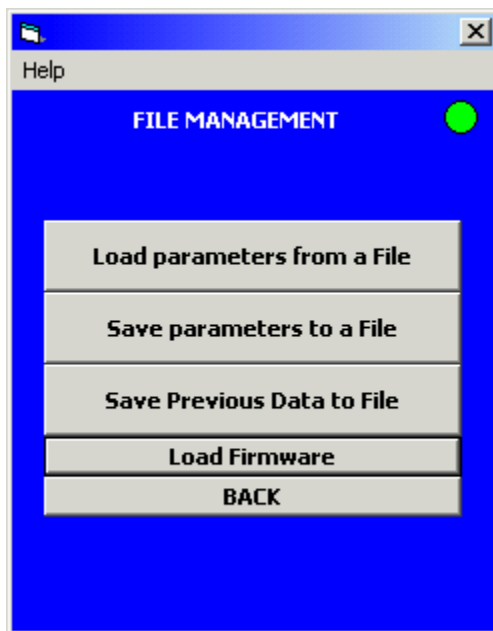 Help
FILE MANAGEMENT
Load parameters from a File
Save parameters to a File
Save Previous Data to File
Load Firmware
BACK